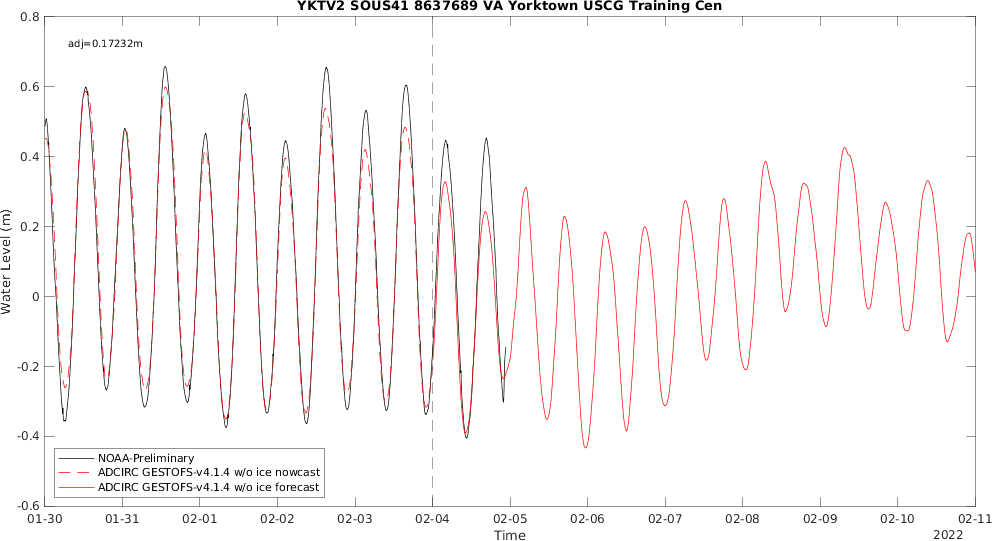 YKTV2 SOUS41 8637689 VA Yorktown USCG Training Cen
adj=0.17232m
0.8
0.6
0.4
0.2
0
-0.2
-0.4
-0.6
Water Level (m)
NOAA-Preliminary
ADCIRC GESTOFS-v4.1.4 w/o ice nowcast
ADCIRC GESTOFS-v4.1.4 w/o ice forecast
01-30 01-31 02-01 02-02 02-03 02-04 02-05 02-06 02-07 02-08 02-09 02-10 02-11
Time
2022